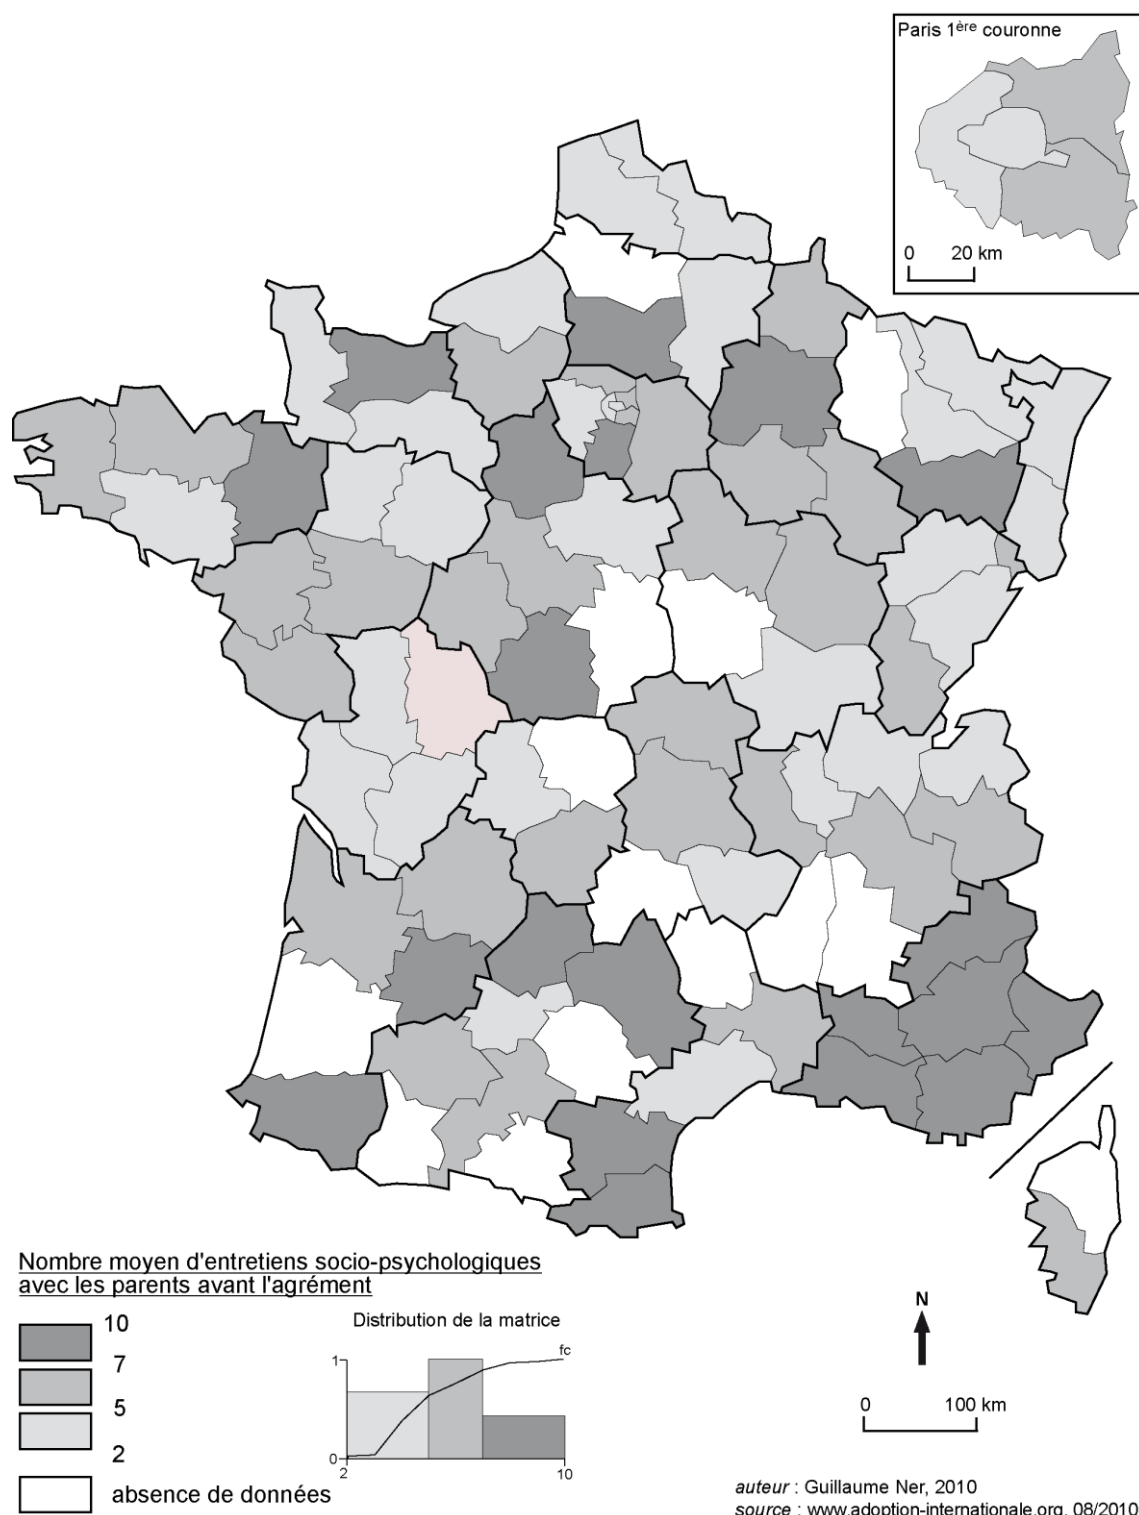 Paris 1ère couronne
0 20 km
Nombre moyen d'entretiens socio-psychologiques
avec les parents avant l'agrément
10
7
5
2
absence de données
Distribution de la matrice
fc
1
0
2 10
N
0 100 km
auteur : Guillaume Ner, 2010
source : www.adoption-internationale.org, 08/2010